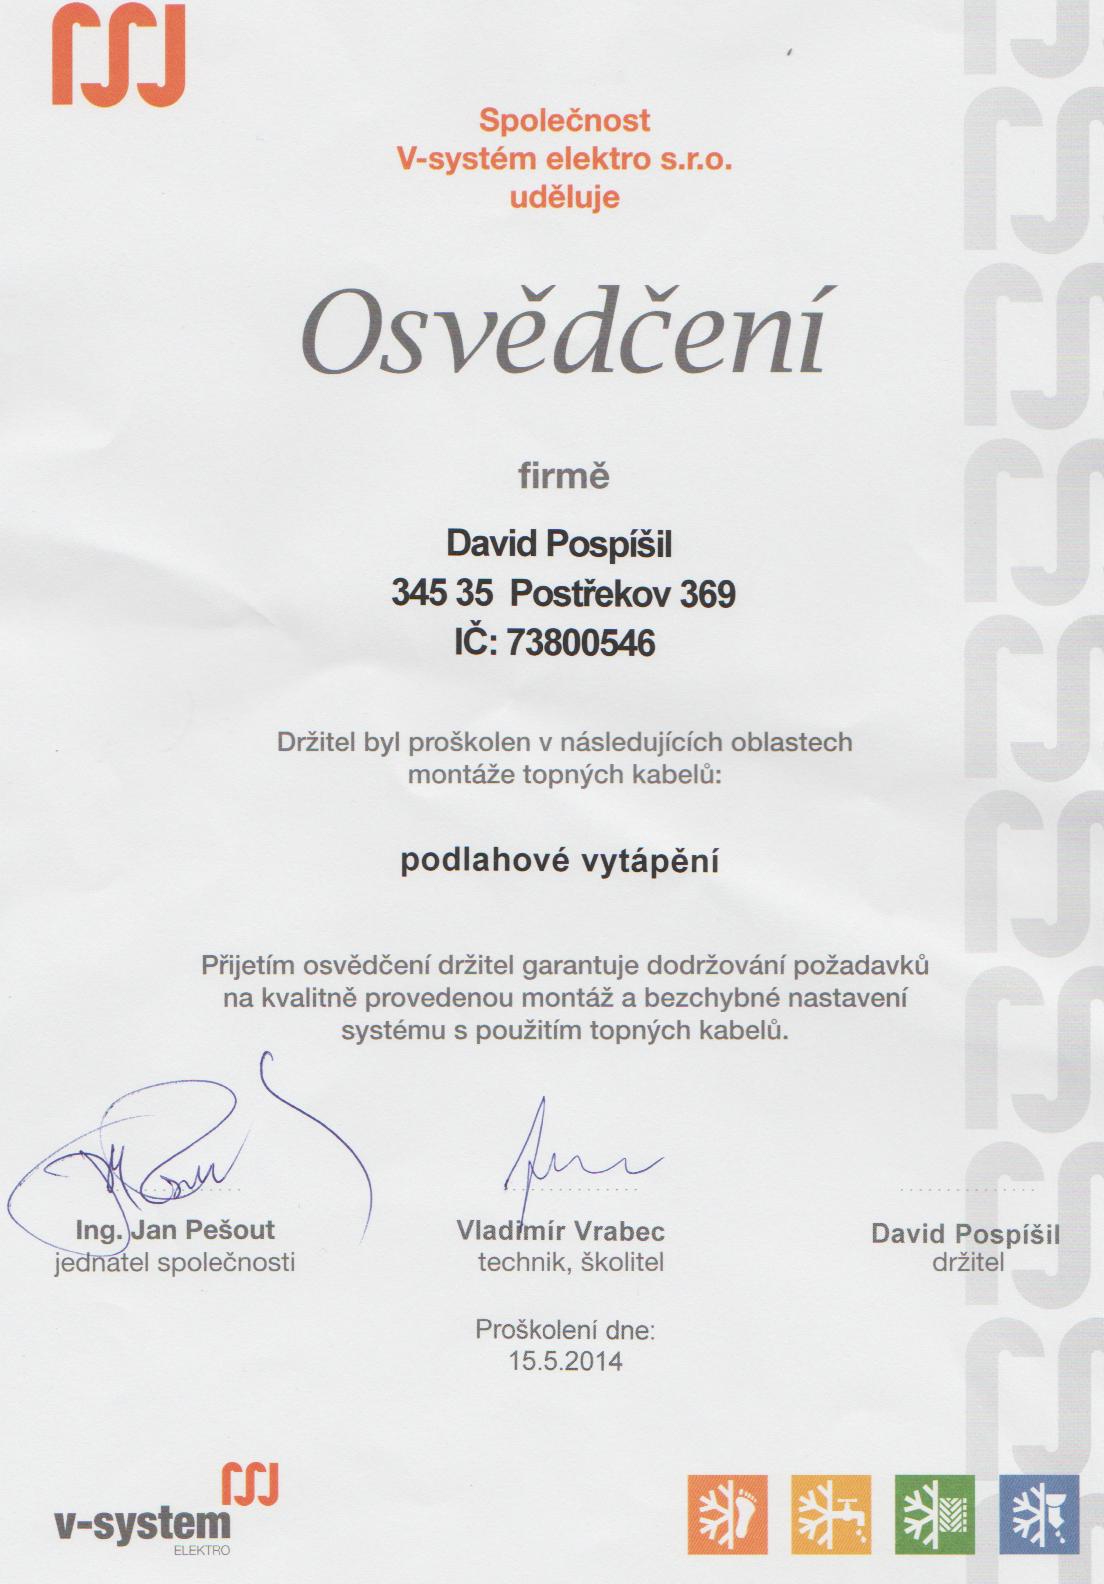 Společnost
V-systém elektro s.r.o.
uděluje
Osvědčení
firmě
David Pospíšil
345 35 Postřekov 369
IČ: 73800546
Držitel byl proškolen v následujících oblastech
montáže topných kabelů:
podlahové vytápění
Přijetím osvědčení držitel garantuje dodržování požadavků
na kvalitně provedenou montáž a bezchybné nastavení
systému s použitím topných kabelů.
Ing. Jan Pešout
jednatel společnosti
Vladimír Vrabec
technik, školitel
David Pospíšil
držitel
Proškolení dne:
15.5.2014
v-system
ELEKTRO